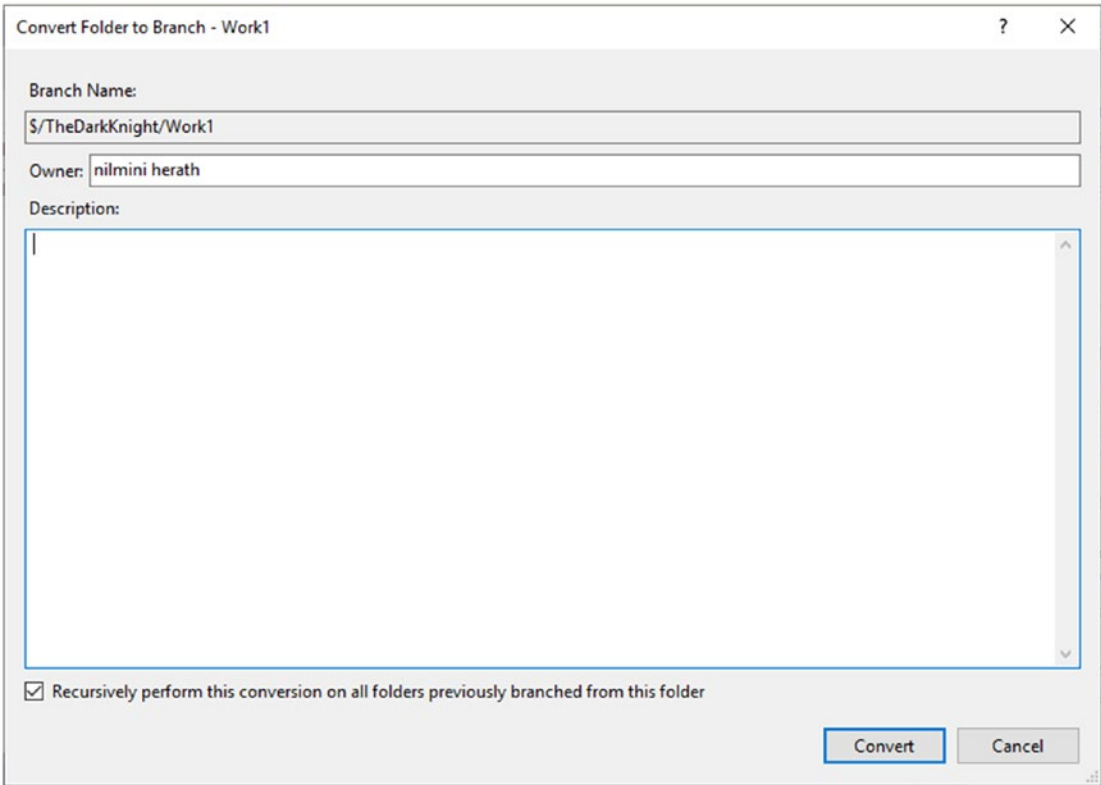 Convert Folder to Branch - Work1
?
Branch Name:
$/TheDarkKnight/Work1
Owner: nilmini herath
Description:
Recursively perform this conversion on all folders previously branched from this folder
Convert Cancel